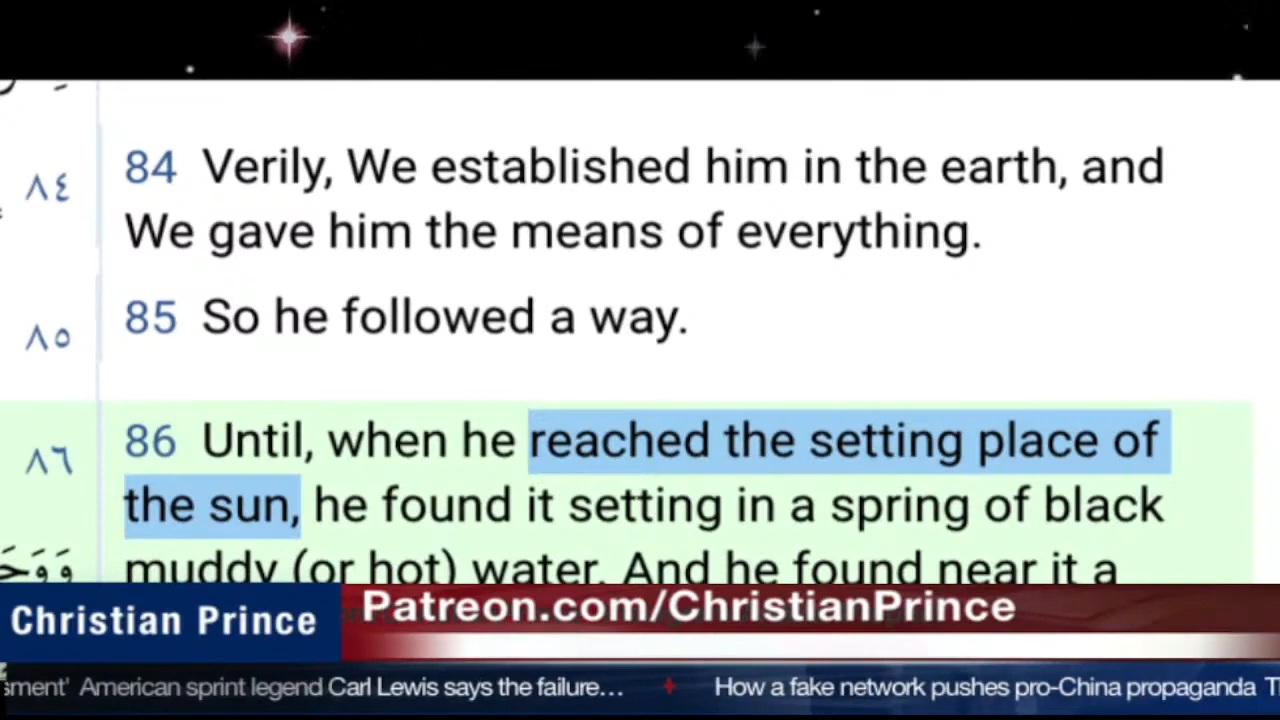 ٨٤
84 Verily, We established him in the earth, and
We gave him the means of everything.
٨٥
85 So he followed a way.
٨٦
86 Until, when he reached the setting place of
the sun, he found it setting in a spring of black
muddy (or hot) water. And he found near it a
Christian Prince
Patreon.com/ChristianPrince
sment' American sprint legend Carl Lewis says the failure... How a fake network pushes pro-China propaganda T